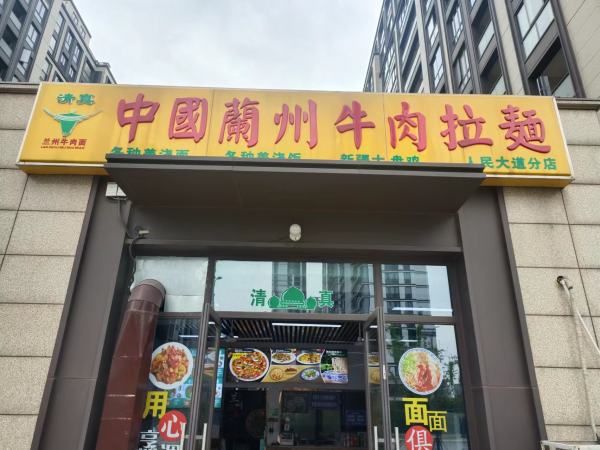 清真
中國蘭州牛肉拉麵
兰州牛肉面
各种盖浇面 各种盖浇饭 新疆大盘鸡 人民大道分店
清 真
用心
面面俱